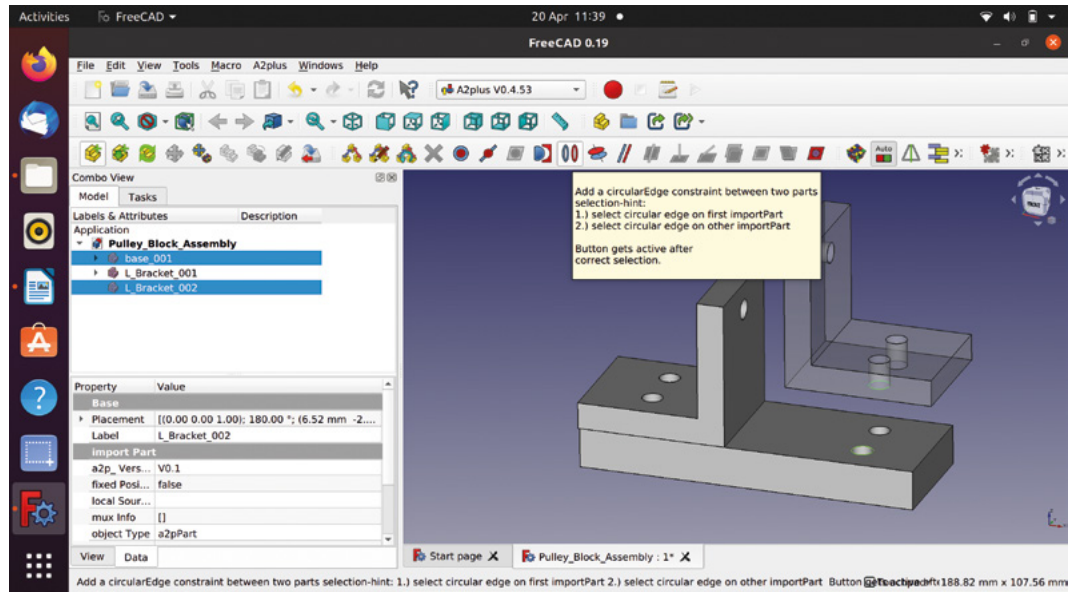 Activities
FreeCAD
20 Apr 11:39
FreeCAD 0.19
File Edit View Tools Macro A2plus Windows Help
A2plus V0.4.53
Auto
Combo View
Model Tasks
Labels & Attributes Description
Application
Pulley_Block_Assembly
base_001
L_Bracket_001
L_Bracket_002
Add a circularEdge constraint between two parts
selection-hint:
1.) select circular edge on first importPart
2.) select circular edge on other importPart
Button gets active after
correct selection.
FRONT
Property Value
Base
Placement [(0.00 0.00 1.00); 180.00 °; (6.52 mm -2....
Label L_Bracket_002
import Part
a2p_ Vers... V0.1
fixed Posi... false
local Sour...
mux Info []
object Type a2pPart
View Data
Start page
Pulley_Block_Assembly : 1*
Add a circularEdge constraint between two parts selection-hint: 1.) select circular edge on first importPart 2.) select circular edge on other importPart Button 188.82 mm x 107.56 mm